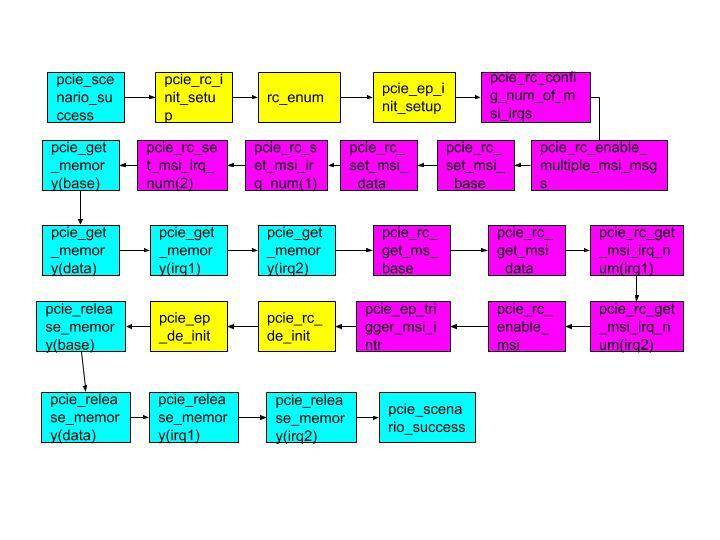 pcie_sce
nario_su
ccess
pcie_rc_i
nit_setu
p
rc_enum
pcie_ep_i
nit_setup
pcie_rc_confi
g_num_of_m
si_irqs
pcie_get
_memor
y(base)
pcie_rc_se
t_msi_irq_
num(2)
pcie_rc_s
et_msi_ir
q_num(1)
pcie_rc_
set_msi_
_data
pcie_rc_
set_msi_
_base
pcie_rc_enable_
multiple_msi_msg
s
pcie_get
_memor
y(data)
pcie_get
_memor
y(irq1)
pcie_get
_memor
y(irq2)
pcie_rc_
get_ms_
base
pcie_rc_
get_msi
_data
pcie_rc_get
_msi_irq_n
um(irq1)
pcie_relea
se_memor
y(base)
pcie_ep
_de_init
pcie_rc_
de_init
pcie_ep_tri
gger_msi_i
ntr
pcie_rc_
enable_
msi
pcie_rc_get
_msi_irq_n
um(irq2)
pcie_relea
se_memor
y(data)
pcie_relea
se_memor
y(irq1)
pcie_relea
se_memor
y(irq2)
pcie_scena
rio_success